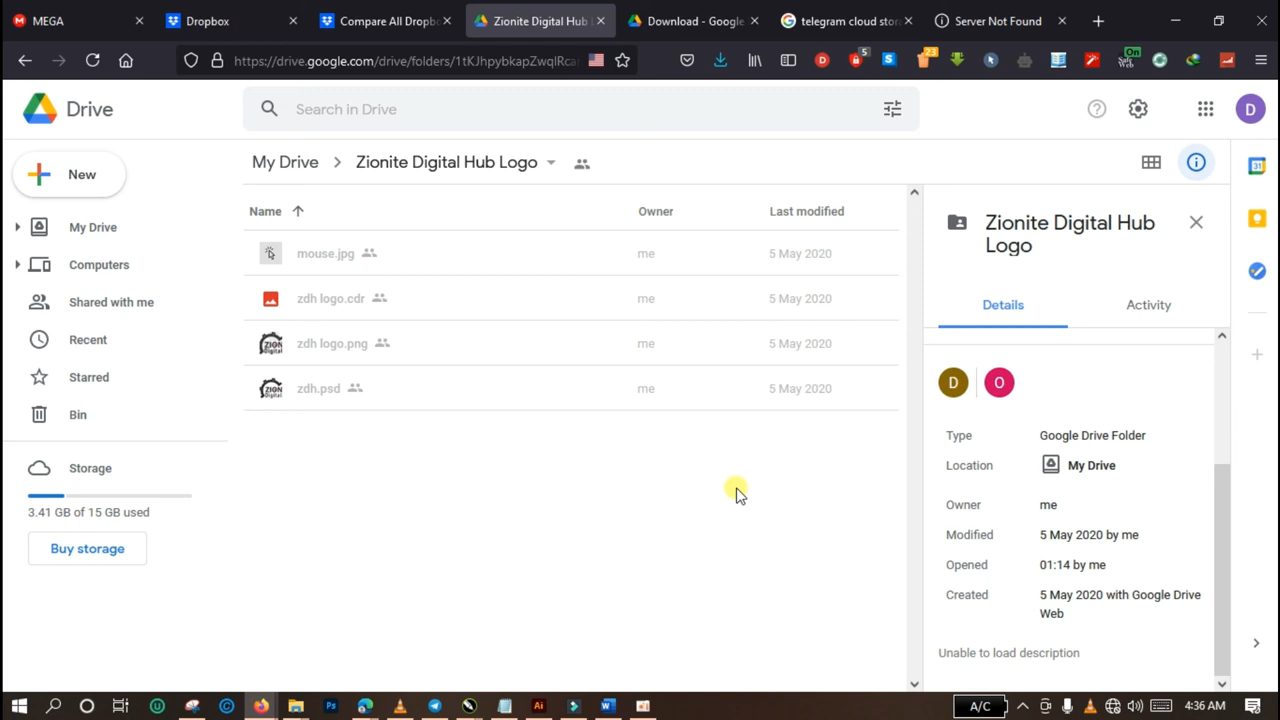 MEGA
Dropbox
Compare All Dropbo
Zionite Digital Hub L
Download - Google
telegram cloud stor
Server Not Found
https://drive.google.com/drive/folders/1tKJhpybkapZwqlRcar
5
23
On
Drive
Search in Drive
D
New
My Drive
Zionite Digital Hub Logo
31
Name
Owner
Last modified
Zionite Digital Hub
Logo
My Drive
mouse.jpg
me
5 May 2020
Computers
zdh logo.cdr
me
5 May 2020
Details
Activity
Shared with me
Recent
zdh logo.png
me
5 May 2020
Starred
zdh.psd
me
5 May 2020
D
O
Bin
Type
Google Drive Folder
Storage
Location
My Drive
3.41 GB of 15 GB used
Owner
me
Buy storage
Modified
5 May 2020 by me
Opened
01:14 by me
Created
5 May 2020 with Google Drive
Web
Unable to load description
A/C
4:36 AM